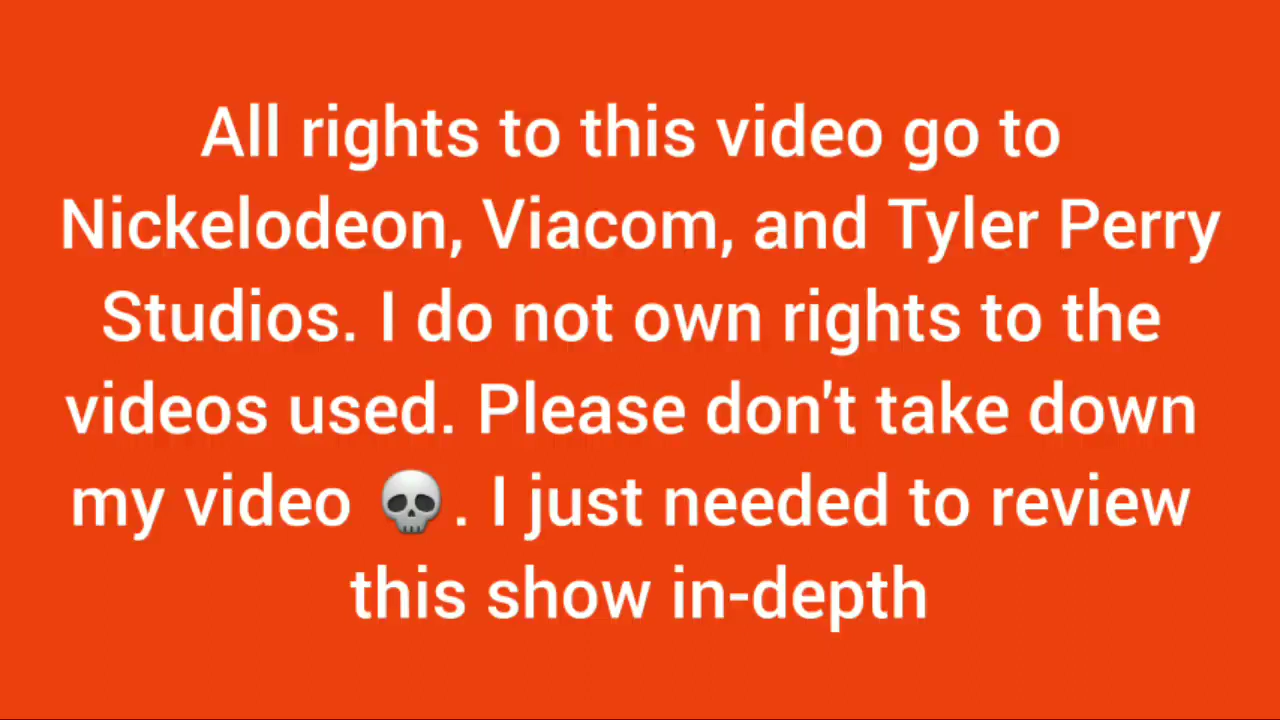 All rights to this video go to
Nickelodeon, Viacom, and Tyler Perry
Studios. I do not own rights to the
videos used. Please don't take down
my video 💀. I just needed to review
this show in-depth